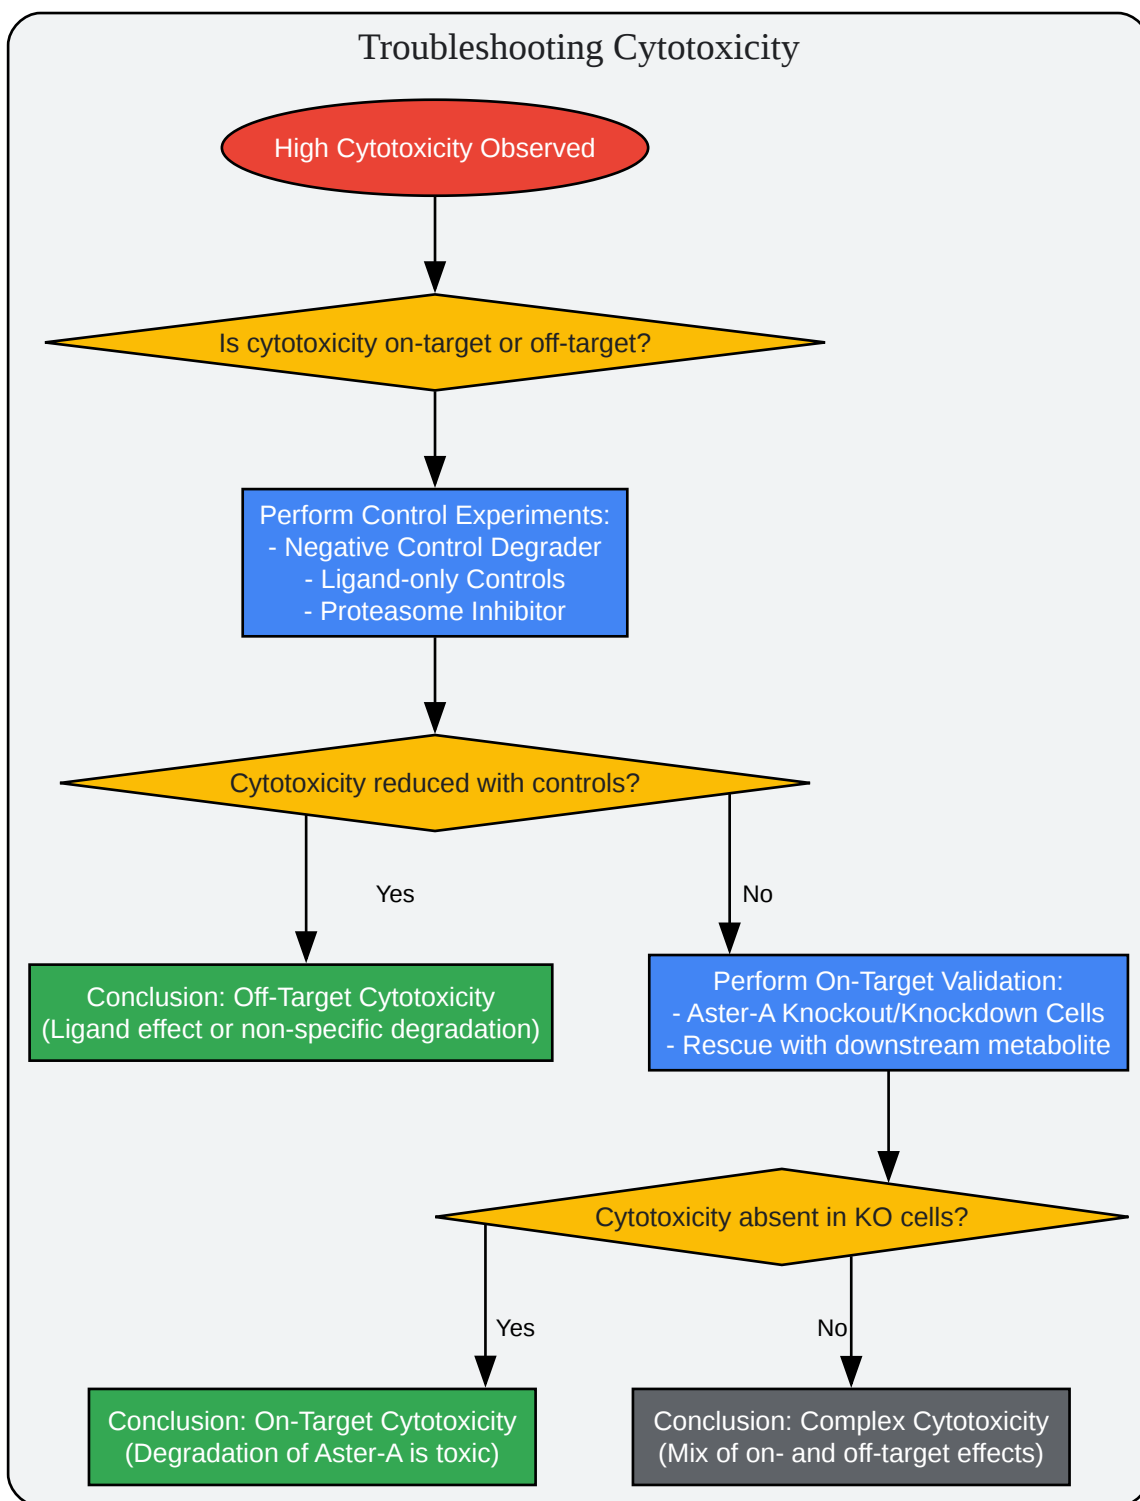 Troubleshooting Cytotoxicity
High Cytotoxicity Observed
Is cytotoxicity on-target or off-target?
Perform Control Experiments:
- Negative Control Degrader
- Ligand-only Controls
- Proteasome Inhibitor
Cytotoxicity reduced with controls?
Yes
No
Conclusion: Off-Target Cytotoxicity
(Ligand effect or non-specific degradation)
Perform On-Target Validation:
- Aster-A Knockout/Knockdown Cells
- Rescue with downstream metabolite
Cytotoxicity absent in KO cells?
Yes
No
Conclusion: On-Target Cytotoxicity
(Degradation of Aster-A is toxic)
Conclusion: Complex Cytotoxicity
(Mix of on- and off-target effects)